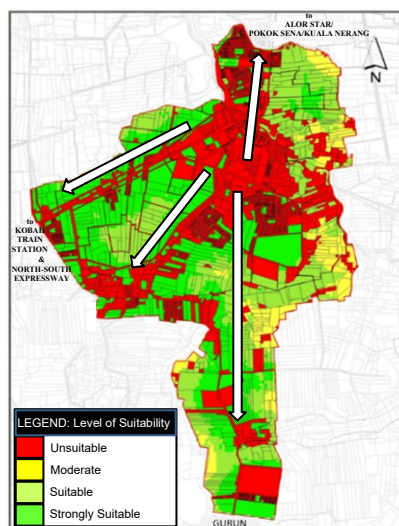 to
ALOR STAR/
POKOK SENA/KUALA NERANG
N
to
KOBAH
TRAIN
STATION
&
NORTH-SOUTH
EXPRESSWAY
LEGEND: Level of Suitability
Unsuitable
Moderate
Suitable
Strongly Suitable
GURUN